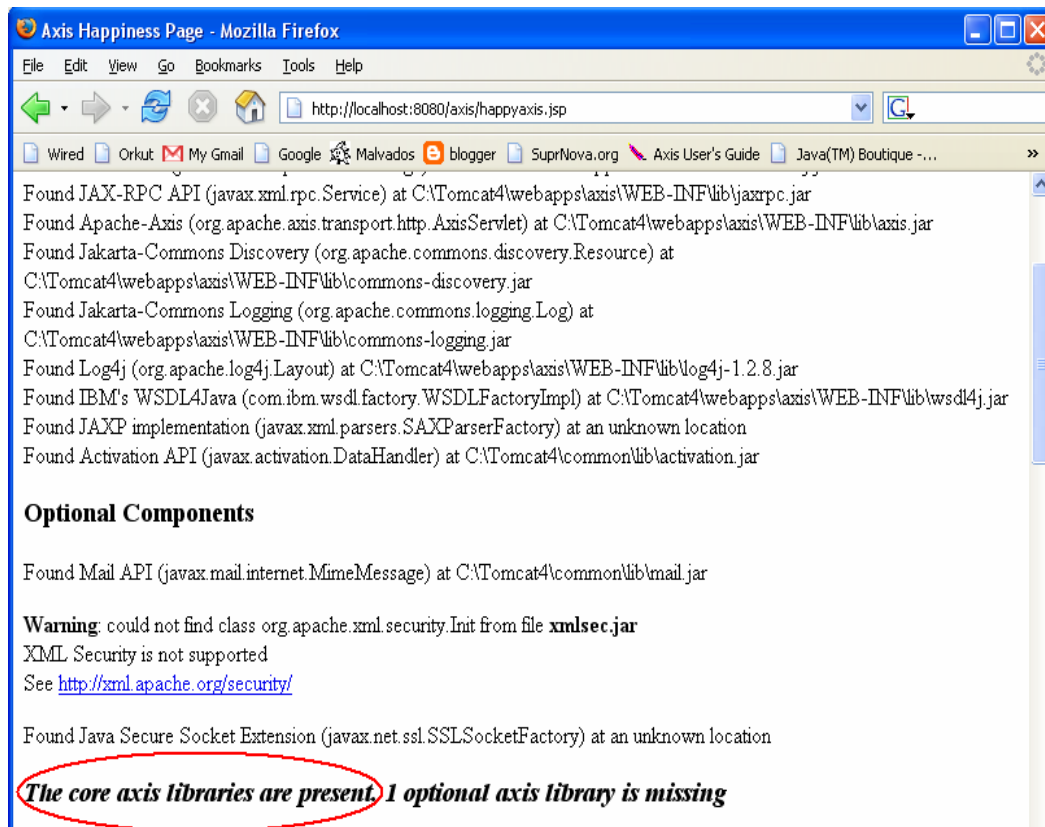 Axis Happiness Page - Mozilla Firefox
File Edit View Go Bookmarks Tools Help
http://localhost:8080/axis/happyaxis.jsp
G
Wired Orkut My Gmail Google Malvados blogger SuprNova.org Axis User's Guide Java(TM) Boutique -... »
Found JAX-RPC API (javax.xml.rpc.Service) at C:\Tomcat4\webapps\axis\WEB-INF\lib\jaxrpc.jar
Found Apache-Axis (org.apache.axis.transport.http.AxisServlet) at C:\Tomcat4\webapps\axis\WEB-INF\lib\axis.jar
Found Jakarta-Commons Discovery (org.apache.commons.discovery.Resource) at
C:\Tomcat4\webapps\axis\WEB-INF\lib\commons-discovery.jar
Found Jakarta-Commons Logging (org.apache.commons.logging.Log) at
C:\Tomcat4\webapps\axis\WEB-INF\lib\commons-logging.jar
Found Log4j (org.apache.log4j.Layout) at C:\Tomcat4\webapps\axis\WEB-INF\lib\log4j-1.2.8.jar
Found IBM's WSDL4Java (com.ibm.wsdl.factory.WSDLFactoryImpl) at C:\Tomcat4\webapps\axis\WEB-INF\lib\wsdl4j.jar
Found JAXP implementation (javax.xml.parsers.SAXParserFactory) at an unknown location
Found Activation API (javax.activation.DataHandler) at C:\Tomcat4\common\lib\activation.jar
Optional Components
Found Mail API (javax.mail.internet.MimeMessage) at C:\Tomcat4\common\lib\mail.jar
Warning: could not find class org.apache.xml.security.Init from file xmlsec.jar
XML Security is not supported
See http://xml.apache.org/security/
Found Java Secure Socket Extension (javax.net.ssl.SSLSocketFactory) at an unknown location
The core axis libraries are present. 1 optional axis library is missing